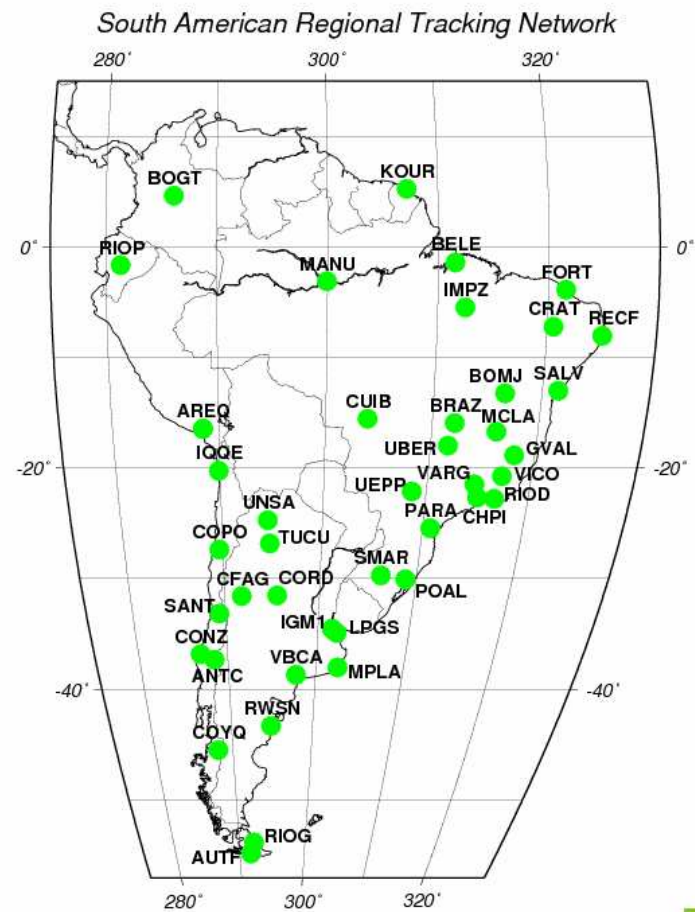 South American Regional Tracking Network
280° 300° 320°
BOGT
KOUR
0° RIOP MANU BELE 0°
IMPZ FORT
CRAT RECF
BOMJ SALV
AREQ CUIB BRAZ MCLA
IQQE UBER GVAL
-20° UEPP VARG VICO -20°
UNSA PARA CHPI RIOD
COPO TUCU
SMAR
CFAG CORD POAL
SANT
IGM1 LPGS
CONZ
ANTC VBCA MPLA
-40° -40°
RWSN
COYQ
RIOG
AUTF
280° 300° 320°